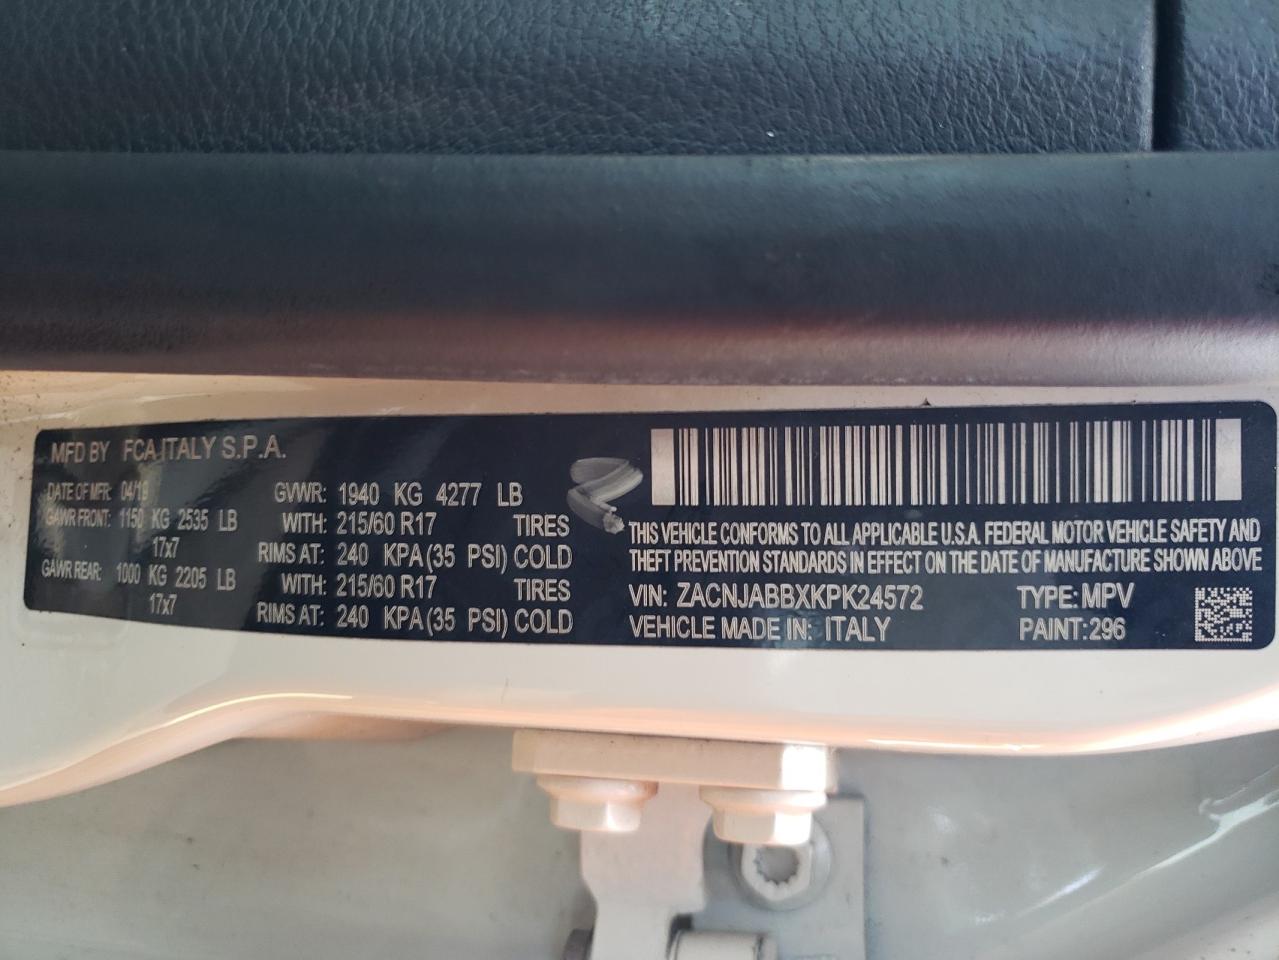 MFD BY FCA ITALY S.P.A.
DATE OF MFR: 04/19 GVWR: 1940 KG 4277 LB
GAWR FRONT: 1150 KG 2535 LB WITH: 215/60 R17 TIRES
17x7 RIMS AT: 240 KPA (35 PSI) COLD
GAWR REAR: 1000 KG 2205 LB WITH: 215/60 R17 TIRES
17x7 RIMS AT: 240 KPA (35 PSI) COLD
THIS VEHICLE CONFORMS TO ALL APPLICABLE U.S.A. FEDERAL MOTOR VEHICLE SAFETY AND
THEFT PREVENTION STANDARDS IN EFFECT ON THE DATE OF MANUFACTURE SHOWN ABOVE
VIN: ZACNJABBXKPK24572 TYPE: MPV
VEHICLE MADE IN: ITALY PAINT: 296